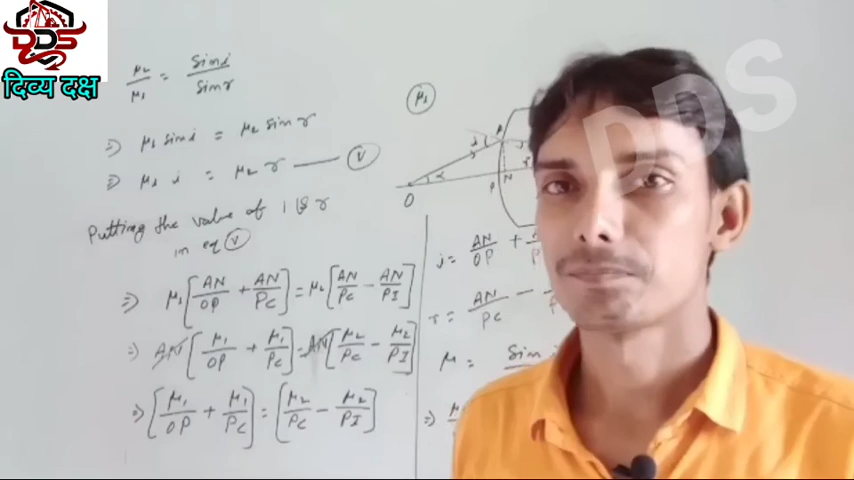 DDS
दिव्य दक्ष
DDS
μ₂/μ₁ = Sin i/Sin r
⇒ μ₁ sin i = μ₂ sin r
⇒ μ₁ i = μ₂ r — (V)
Putting the value of i & r
in eq (V)
⇒ μ₁[AN/OP + AN/PC] = μ₂[AN/PC - AN/PI]
⇒ AN[μ₁/OP + μ₁/PC] = AN[μ₂/PC - μ₂/PI]
⇒ [μ₁/OP + μ₁/PC] = [μ₂/PC - μ₂/PI]
μ₁
A
i
α
O
P
N
i = AN/OP +
r = AN/PC -
μ = Sin i
⇒